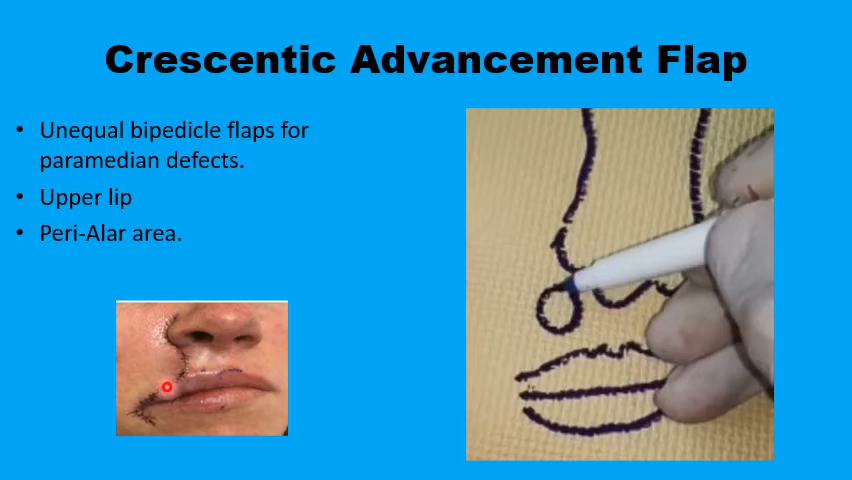 Crescentic Advancement Flap
• Unequal bipedicle flaps for
paramedian defects.
• Upper lip
• Peri-Alar area.